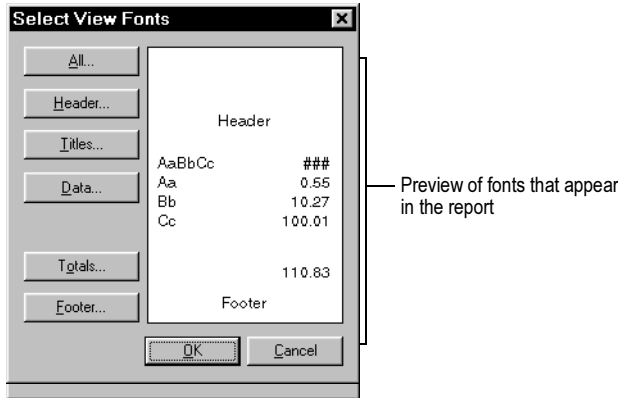 Select View Fonts
All...
Header...
Titles...
Data...
Totals...
Footer...
Header
AaBbCc ###
Aa 0.55
Bb 10.27
Cc 100.01
110.83
Footer
OK Cancel
Preview of fonts that appear
in the report